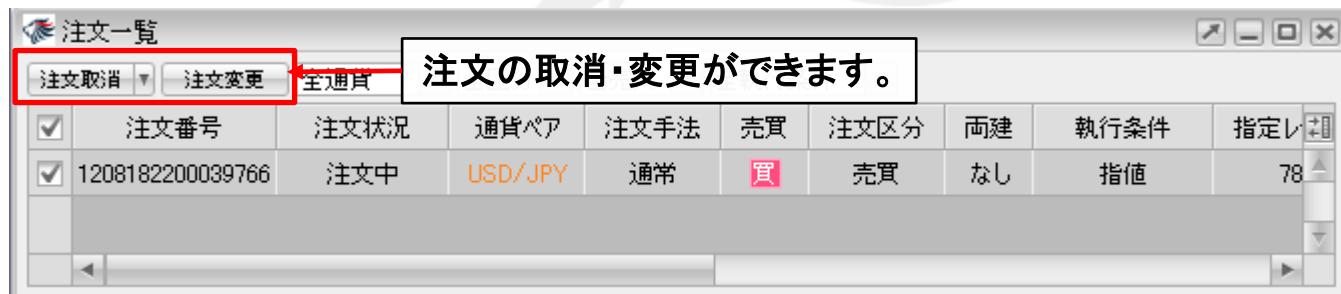 注文一覧
注文取消 注文変更 全通貨 注文の取消・変更ができます。
注文番号 注文状況 通貨ペア 注文手法 売買 注文区分 両建 執行条件 指定レ
1208182200039766 注文中 USD/JPY 通常 買 売買 なし 指値 78